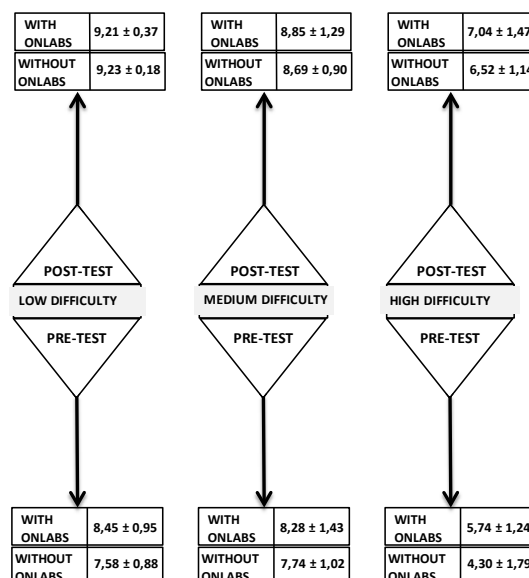 WITH ONLABS 9,21 ± 0,37
WITHOUT ONLABS 9,23 ± 0,18
WITH ONLABS 8,85 ± 1,29
WITHOUT ONLABS 8,69 ± 0,90
WITH ONLABS 7,04 ± 1,47
WITHOUT ONLABS 6,52 ± 1,14
POST-TEST
LOW DIFFICULTY
PRE-TEST
POST-TEST
MEDIUM DIFFICULTY
PRE-TEST
POST-TEST
HIGH DIFFICULTY
PRE-TEST
WITH ONLABS 8,45 ± 0,95
WITHOUT ONLABS 7,58 ± 0,88
WITH ONLABS 8,28 ± 1,43
WITHOUT ONLABS 7,74 ± 1,02
WITH ONLABS 5,74 ± 1,24
WITHOUT ONLABS 4,30 ± 1,79